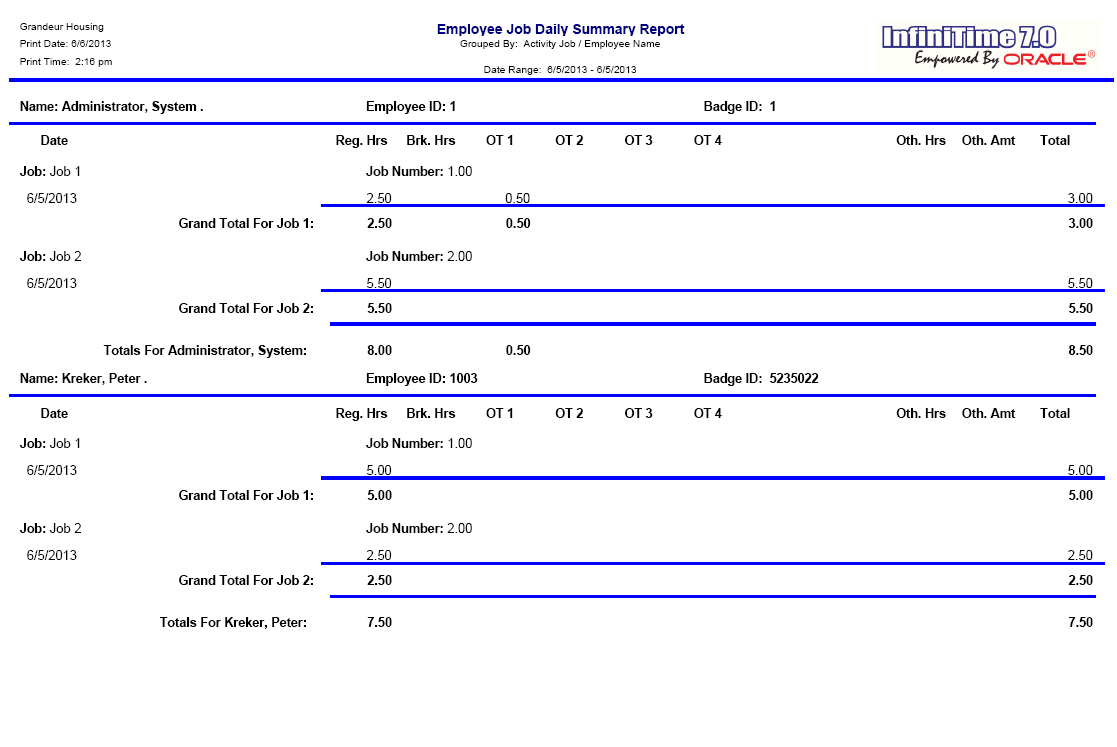 Grandeur Housing
Print Date: 6/6/2013
Print Time: 2:16 pm
Employee Job Daily Summary Report
Grouped By: Activity Job / Employee Name
Date Range: 6/5/2013 - 6/5/2013
InfiniTime 7.0
Empowered By ORACLE®
Name: Administrator, System . Employee ID: 1 Badge ID: 1
Date Reg. Hrs Brk. Hrs OT 1 OT 2 OT 3 OT 4 Oth. Hrs Oth. Amt Total
Job: Job 1 Job Number: 1.00
6/5/2013 2.50 0.50 3.00
Grand Total For Job 1: 2.50 0.50 3.00
Job: Job 2 Job Number: 2.00
6/5/2013 5.50 5.50
Grand Total For Job 2: 5.50 5.50
Totals For Administrator, System: 8.00 0.50 8.50
Name: Kreker, Peter . Employee ID: 1003 Badge ID: 5235022
Date Reg. Hrs Brk. Hrs OT 1 OT 2 OT 3 OT 4 Oth. Hrs Oth. Amt Total
Job: Job 1 Job Number: 1.00
6/5/2013 5.00 5.00
Grand Total For Job 1: 5.00 5.00
Job: Job 2 Job Number: 2.00
6/5/2013 2.50 2.50
Grand Total For Job 2: 2.50 2.50
Totals For Kreker, Peter: 7.50 7.50